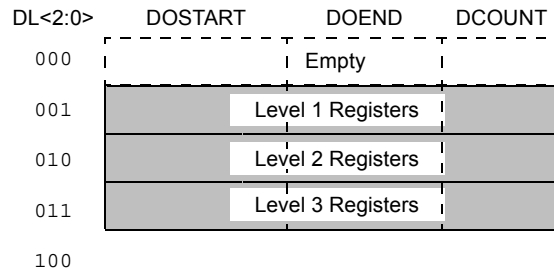 DL<2:0> DOSTART DOEND DCOUNT
000 Empty
001 Level 1 Registers
010 Level 2 Registers
011 Level 3 Registers
100